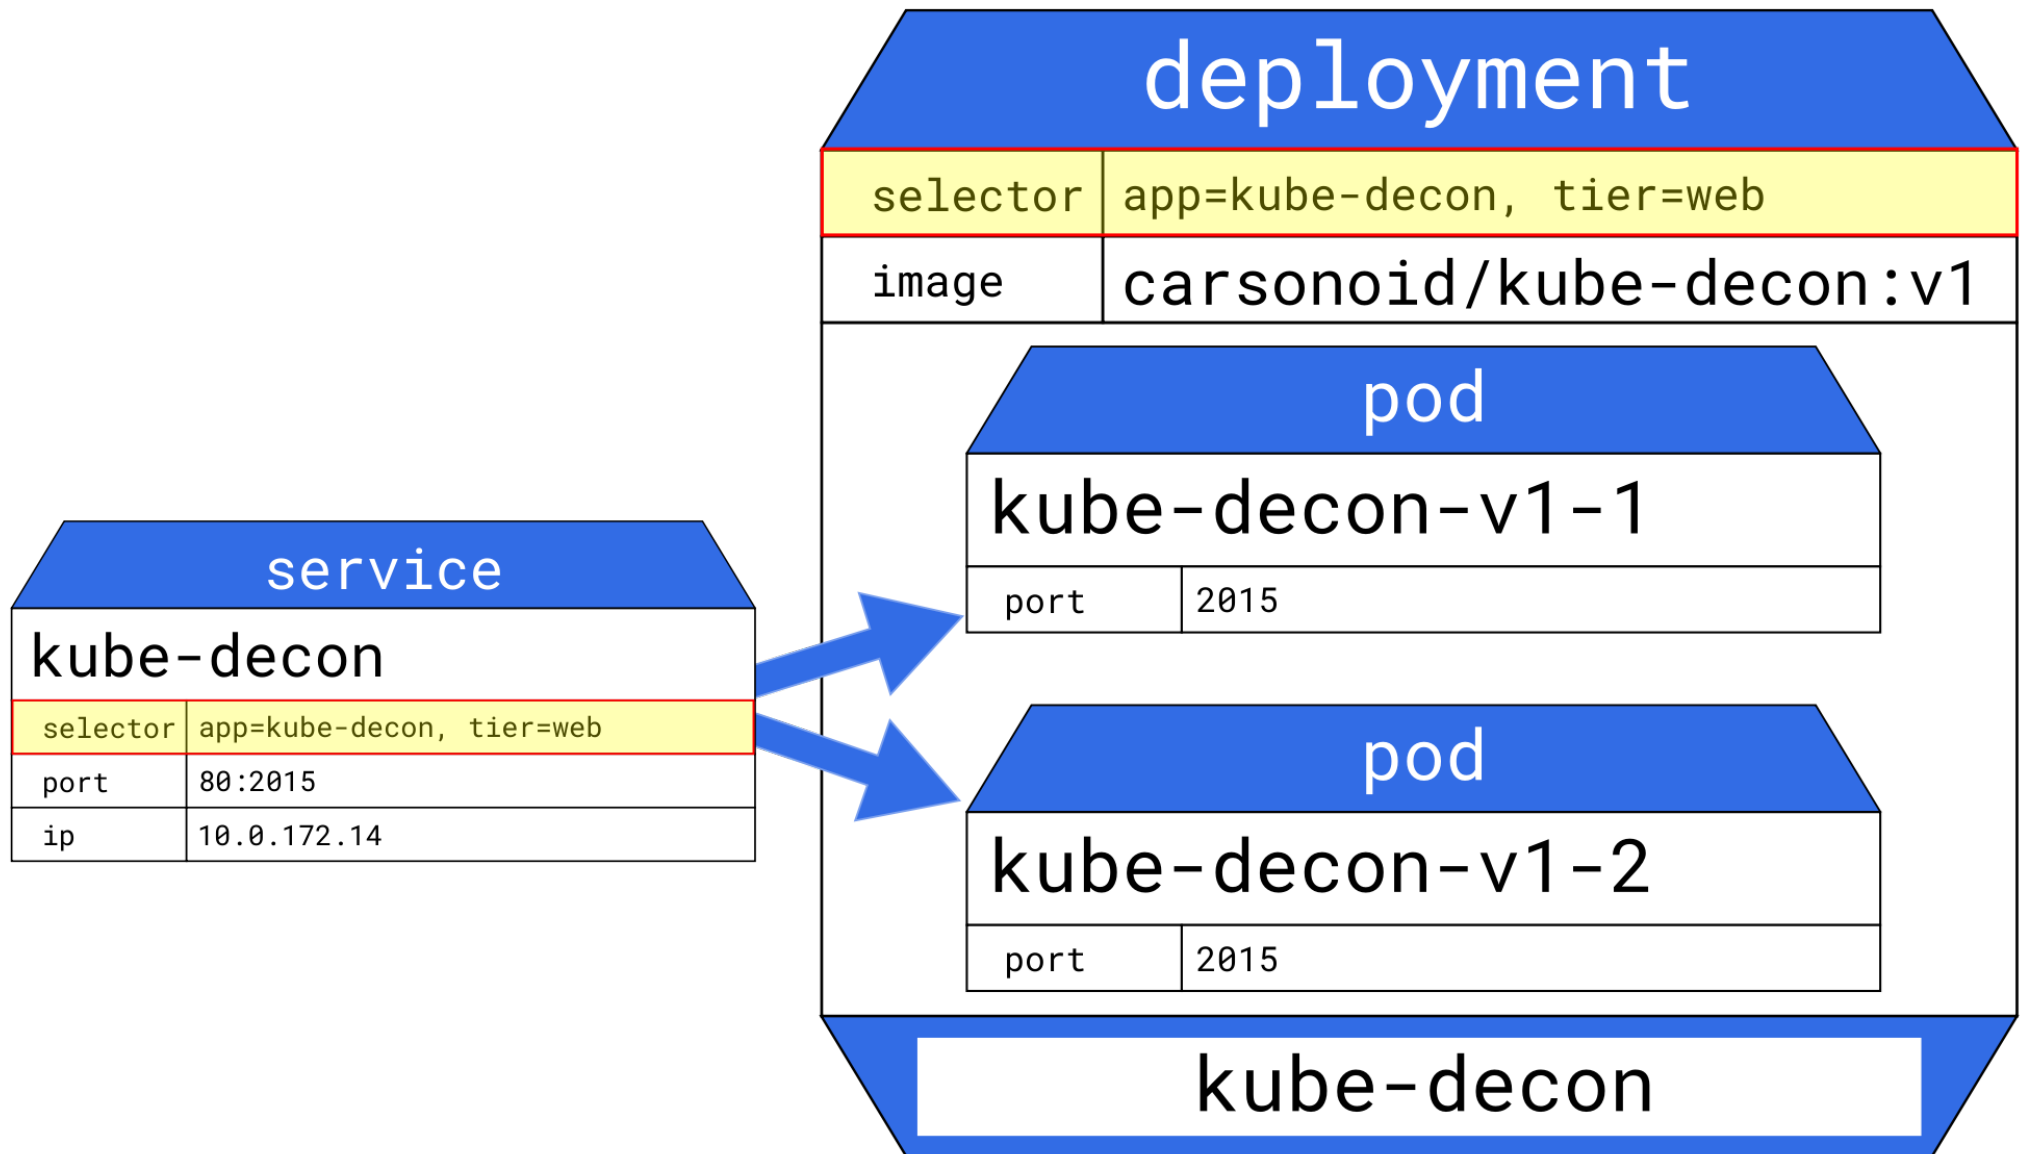 deployment
selector app=kube-decon, tier=web
image carsonoid/kube-decon:v1
pod
kube-decon-v1-1
port 2015
pod
kube-decon-v1-2
port 2015
kube-decon
service
kube-decon
selector app=kube-decon, tier=web
port 80:2015
ip 10.0.172.14